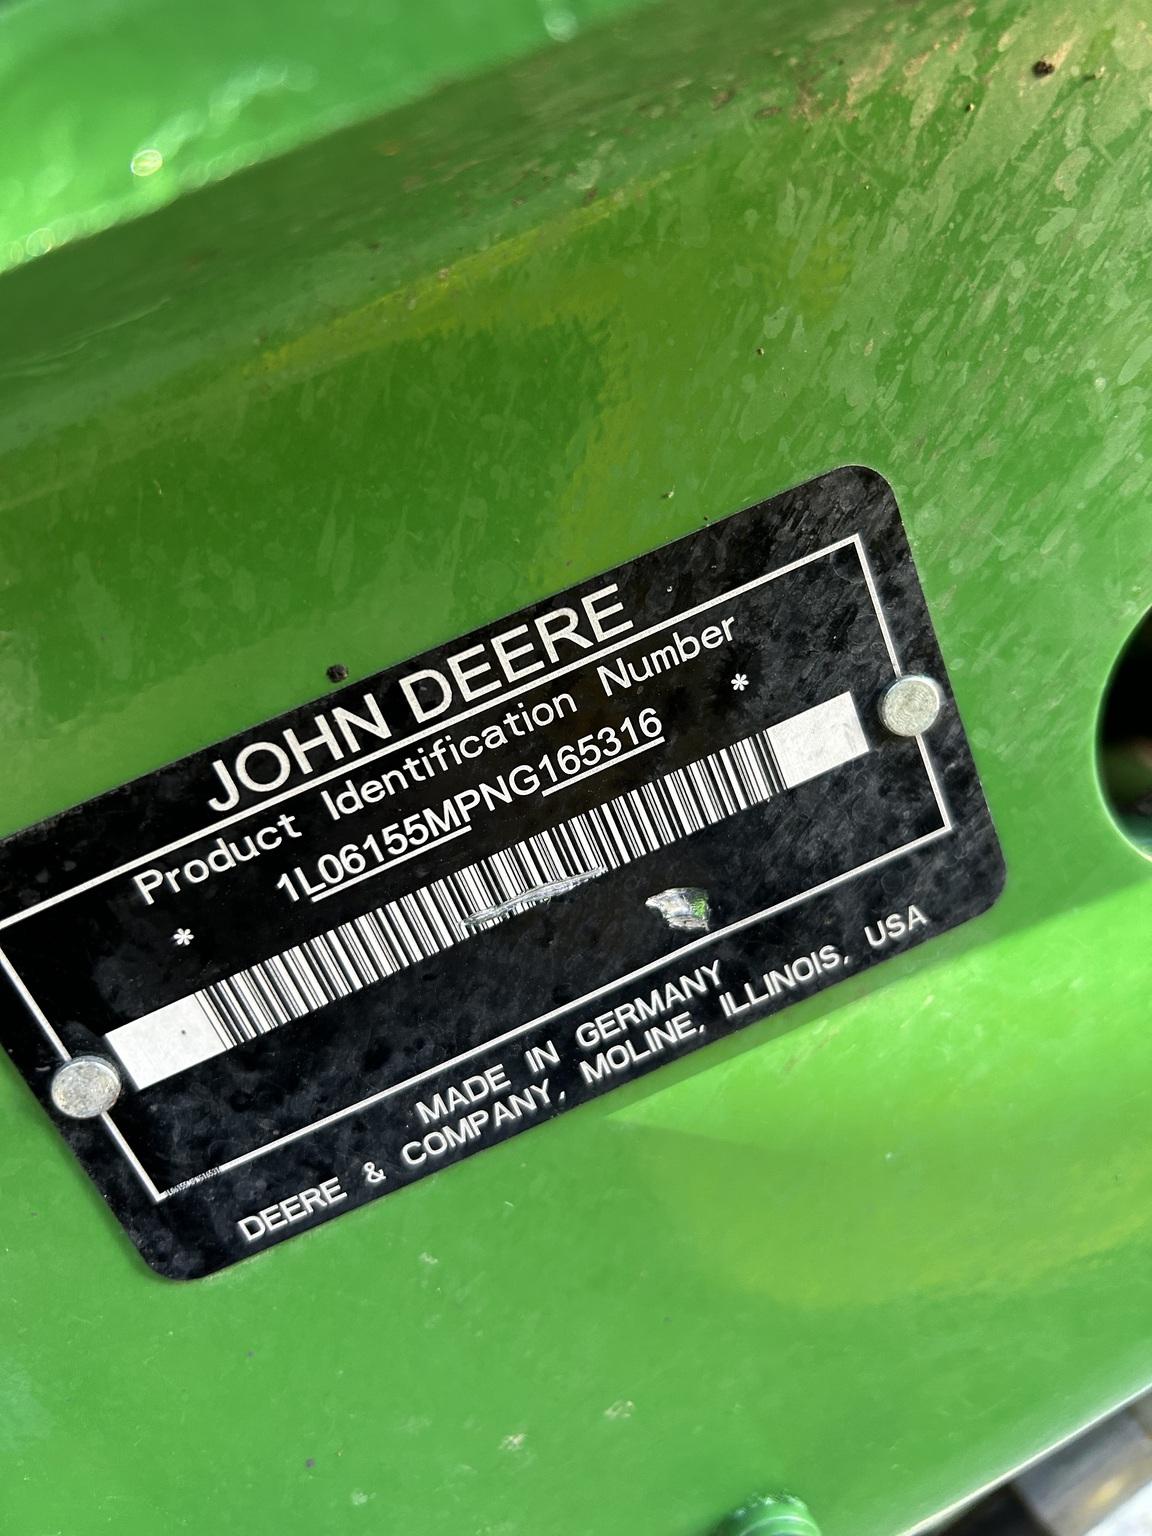 JOHN DEERE
Product Identification Number
* 1L06155MPNG165316 *
MADE IN GERMANY
DEERE & COMPANY, MOLINE, ILLINOIS, USA